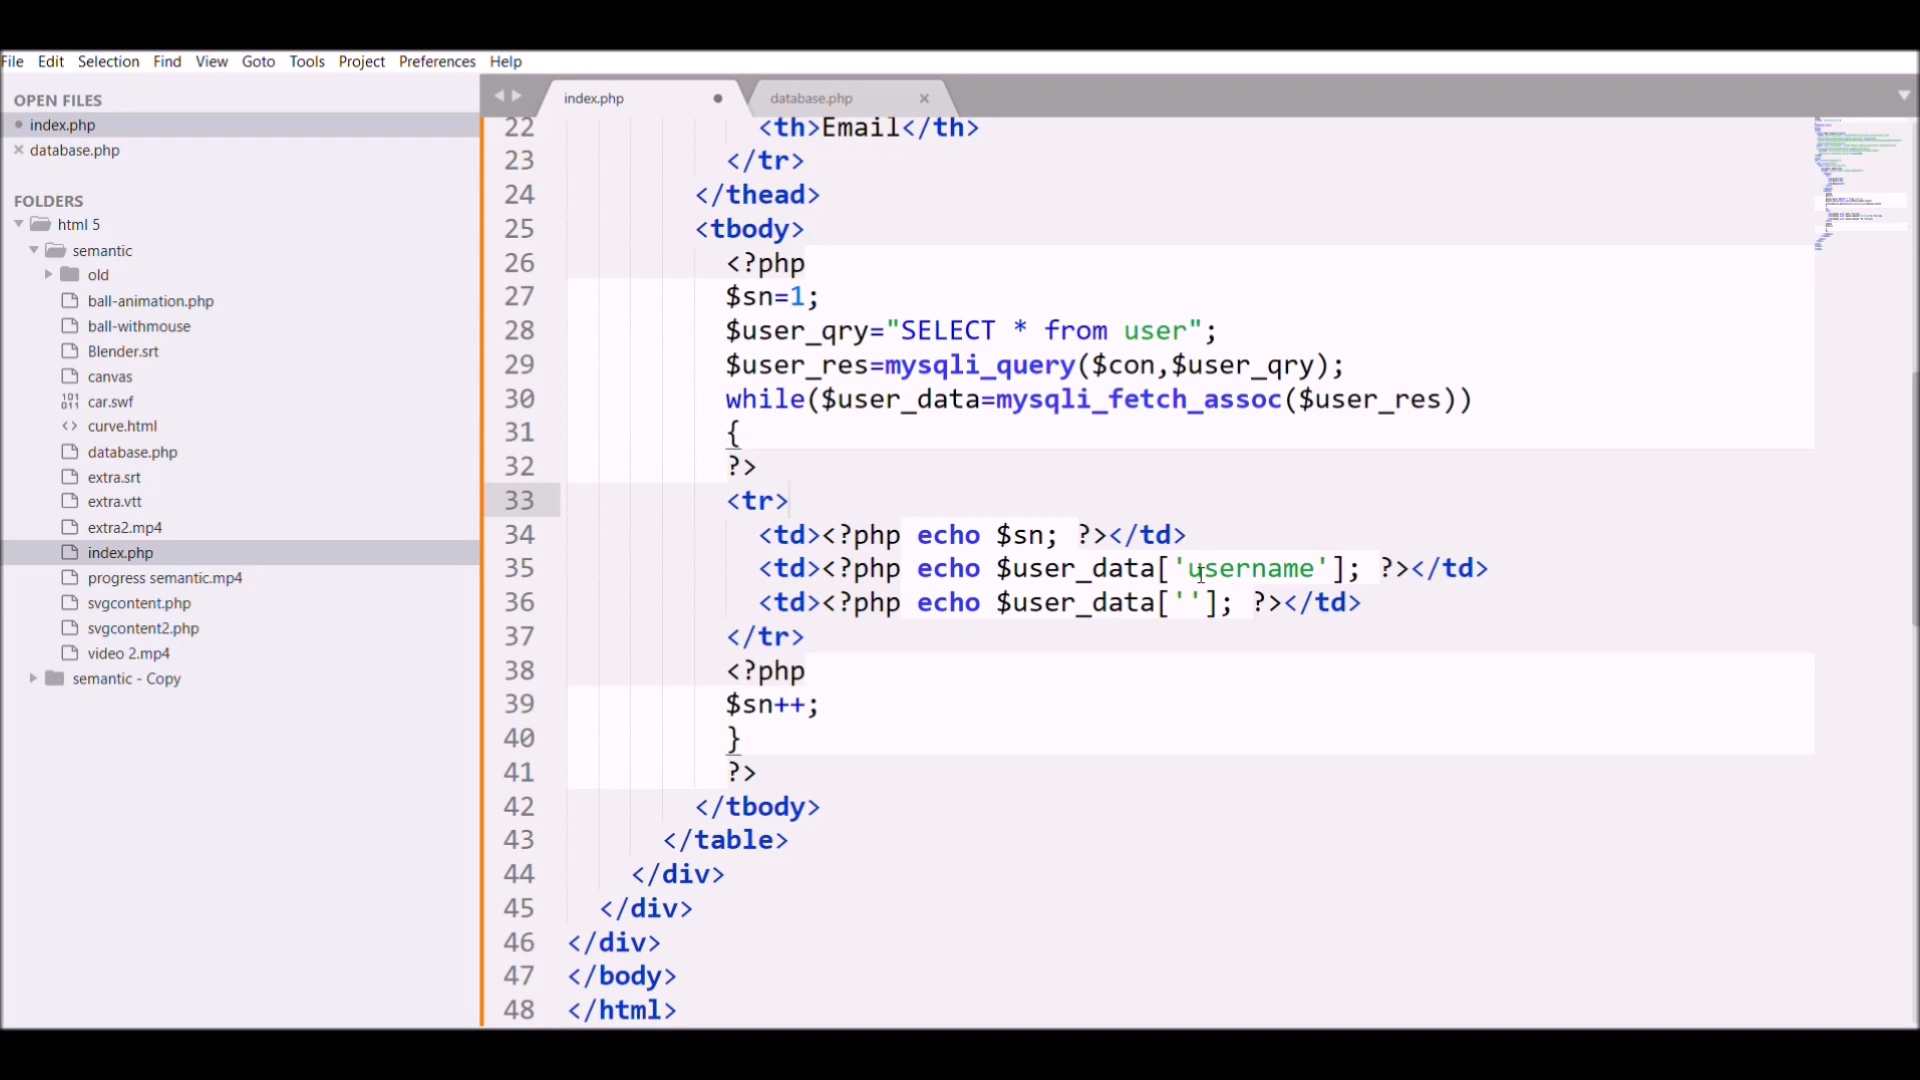 File Edit Selection Find View Goto Tools Project Preferences Help
OPEN FILES
index.php
database.php
FOLDERS
html 5
semantic
old
ball-animation.php
ball-withmouse
Blender.srt
canvas
car.swf
curve.html
database.php
extra.srt
extra.vtt
extra2.mp4
index.php
progress semantic.mp4
svgcontent.php
svgcontent2.php
video 2.mp4
semantic - Copy
index.php database.php
22 <th>Email</th>
23 </tr>
24 </thead>
25 <tbody>
26 <?php
27 $sn=1;
28 $user_qry="SELECT * from user";
29 $user_res=mysqli_query($con,$user_qry);
30 while($user_data=mysqli_fetch_assoc($user_res))
31 {
32 ?>
33 <tr>
34 <td><?php echo $sn; ?></td>
35 <td><?php echo $user_data['username']; ?></td>
36 <td><?php echo $user_data['']; ?></td>
37 </tr>
38 <?php
39 $sn++;
40 }
41 ?>
42 </tbody>
43 </table>
44 </div>
45 </div>
46 </div>
47 </body>
48 </html>